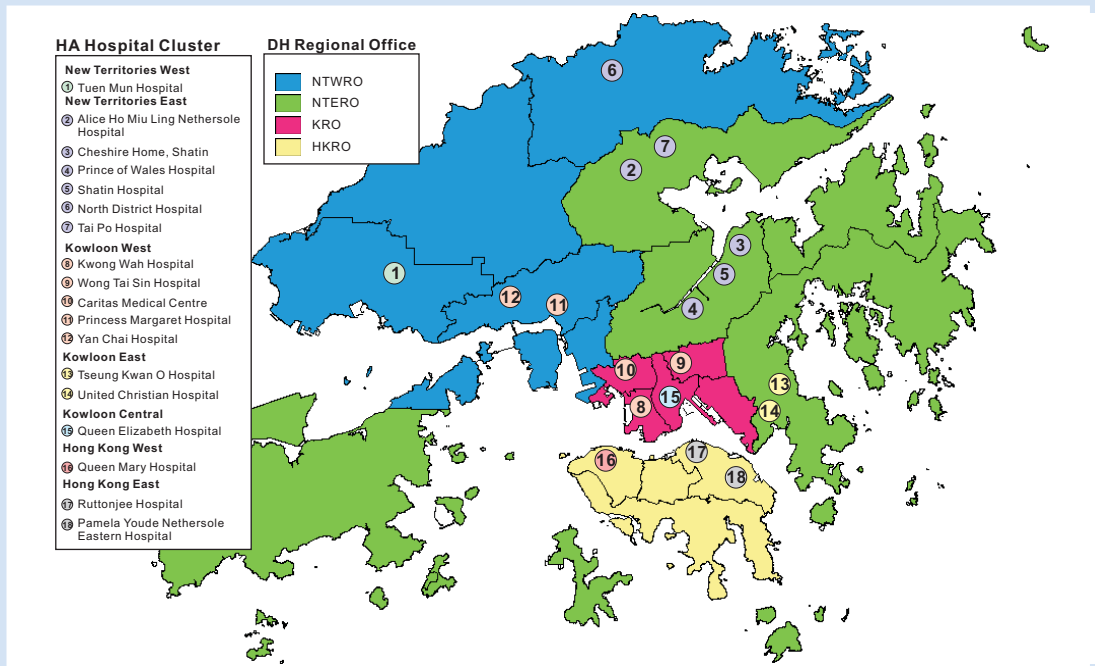 HA Hospital Cluster
New Territories West
1 Tuen Mun Hospital
New Territories East
2 Alice Ho Miu Ling Nethersole
Hospital
3 Cheshire Home, Shatin
4 Prince of Wales Hospital
5 Shatin Hospital
6 North District Hospital
7 Tai Po Hospital
Kowloon West
8 Kwong Wah Hospital
9 Wong Tai Sin Hospital
10 Caritas Medical Centre
11 Princess Margaret Hospital
12 Yan Chai Hospital
Kowloon East
13 Tseung Kwan O Hospital
14 United Christian Hospital
Kowloon Central
15 Queen Elizabeth Hospital
Hong Kong West
16 Queen Mary Hospital
Hong Kong East
17 Ruttonjee Hospital
18 Pamela Youde Nethersole
Eastern Hospital
DH Regional Office
NTWRO
NTERO
KRO
HKRO
6
7
2
3
1
5
12
11
4
9
10
13
15
8
14
17
16
18